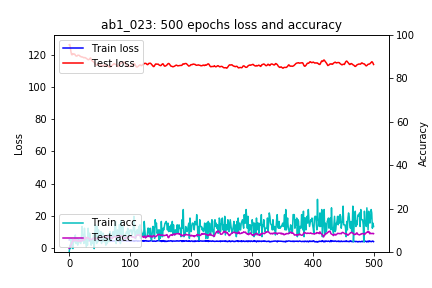 ab1_023: 500 epochs loss and accuracy
120
100
80
60
40
20
0
Loss
100
80
60
40
20
0
Accuracy
Train loss
Test loss
Train acc
Test acc
0
100
200
300
400
500